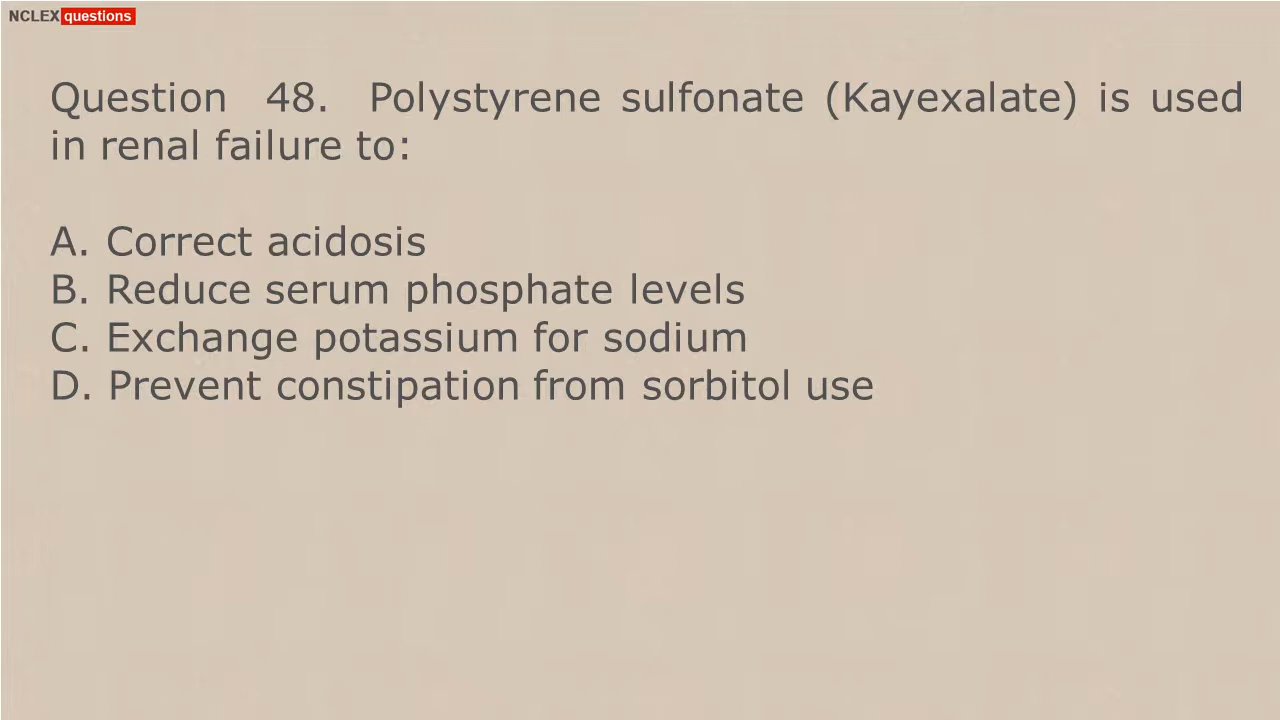 NCLEX questions
Question 48. Polystyrene sulfonate (Kayexalate) is used
in renal failure to:
A. Correct acidosis
B. Reduce serum phosphate levels
C. Exchange potassium for sodium
D. Prevent constipation from sorbitol use